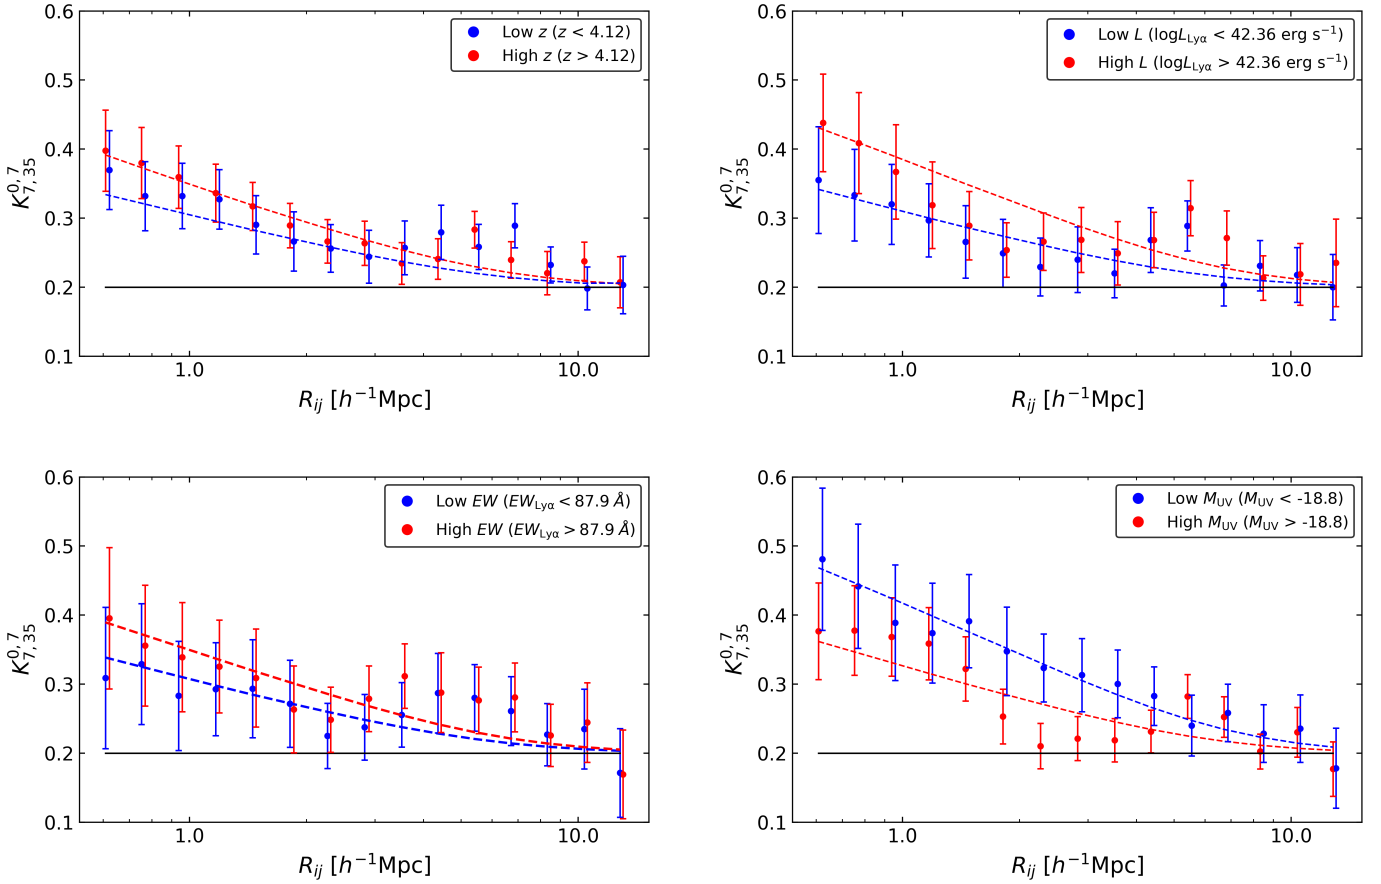 0.6
0.5
0.4
0.3
0.2
0.1
1.0 10.0
K^{0,7}_{7,35}
R_{ij} [h^{−1}Mpc]
Low z (z < 4.12)
High z (z > 4.12)
0.6
0.5
0.4
0.3
0.2
0.1
1.0 10.0
K^{0,7}_{7,35}
R_{ij} [h^{−1}Mpc]
Low L (logL_{Lyα} < 42.36 erg s^{−1})
High L (logL_{Lyα} > 42.36 erg s^{−1})
0.6
0.5
0.4
0.3
0.2
0.1
1.0 10.0
K^{0,7}_{7,35}
R_{ij} [h^{−1}Mpc]
Low EW (EW_{Lyα} < 87.9 Å)
High EW (EW_{Lyα} > 87.9 Å)
0.6
0.5
0.4
0.3
0.2
0.1
1.0 10.0
K^{0,7}_{7,35}
R_{ij} [h^{−1}Mpc]
Low M_{UV} (M_{UV} < -18.8)
High M_{UV} (M_{UV} > -18.8)